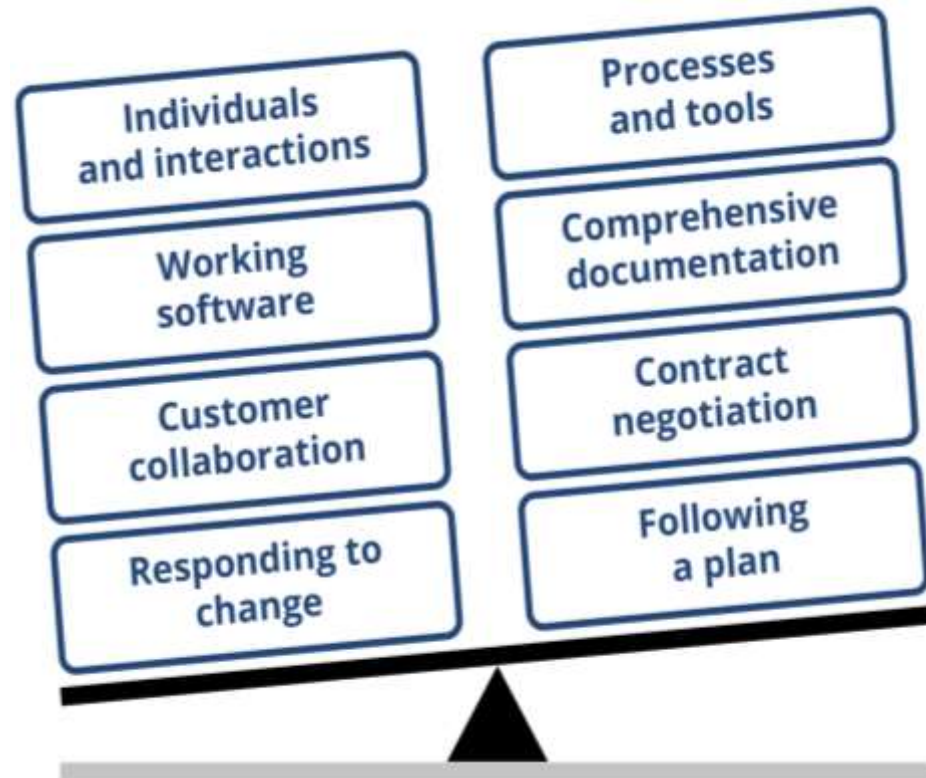 Individuals
and interactions
Working
software
Customer
collaboration
Responding to
change
Processes
and tools
Comprehensive
documentation
Contract
negotiation
Following
a plan